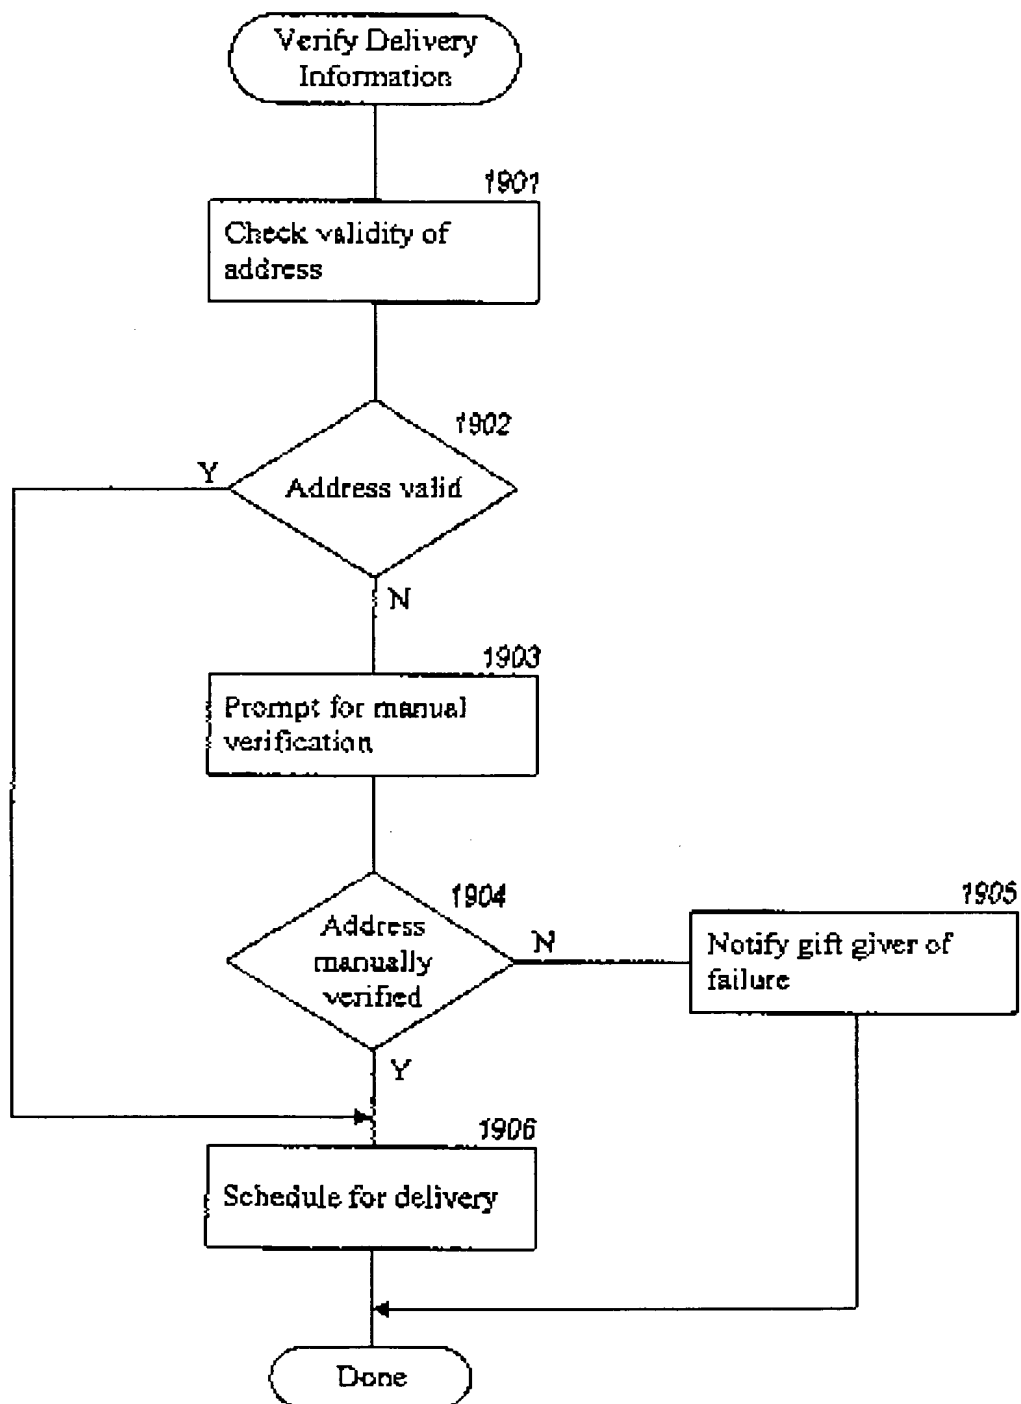 Verify Delivery
Information
1901
Check validity of
address
1902
Y
Address valid
N
1903
Prompt for manual
verification
1904
Address
manually
verified
N
1905
Notify gift giver of
failure
Y
1906
Schedule for delivery
Done